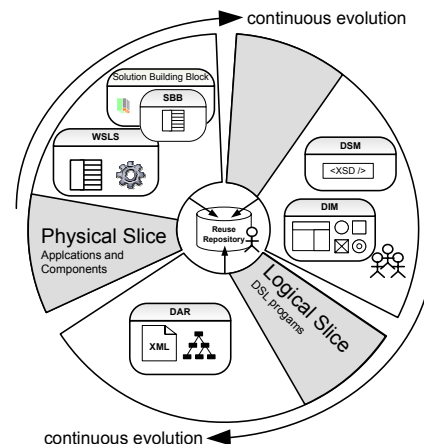 continuous evolution
Solution Building Block
SBB
WSLS
DSM
<XSD />
DIM
Reuse
Repository
Physical Slice
Applications and
Components
Logical Slice
DSL progams
DAR
XML
continuous evolution